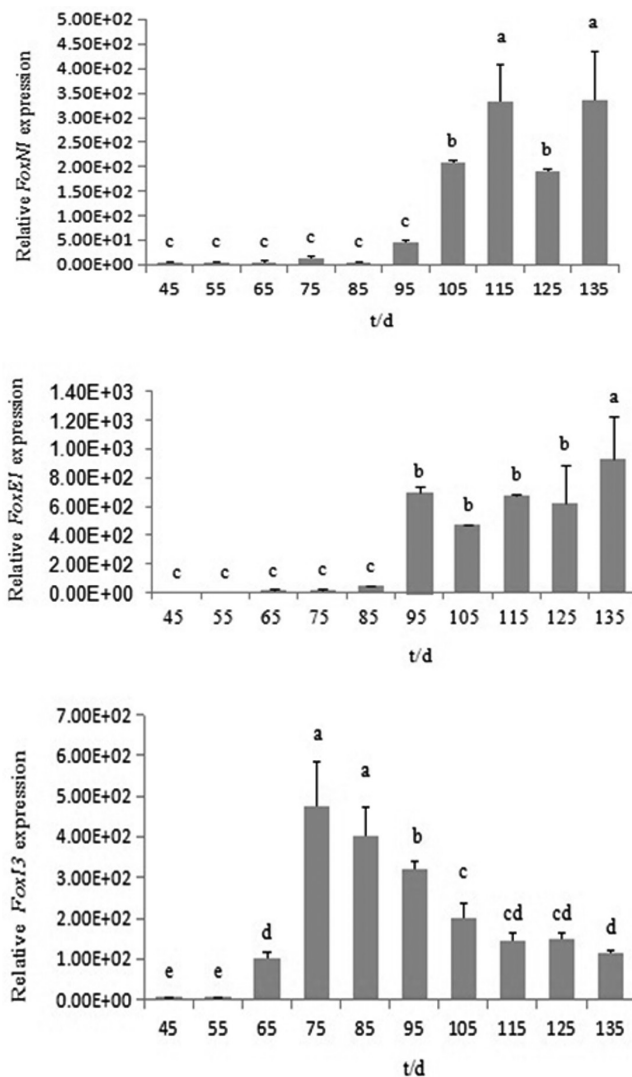 Relative FoxN1 expression
5.00E+02
4.50E+02
4.00E+02
3.50E+02
3.00E+02
2.50E+02
2.00E+02
1.50E+02
1.00E+02
5.00E+01
0.00E+00
c c c c c c b a b a
45 55 65 75 85 95 105 115 125 135
t/d
Relative FoxE1 expression
1.40E+03
1.20E+03
1.00E+03
8.00E+02
6.00E+02
4.00E+02
2.00E+02
0.00E+00
c c c c c b b b b a
45 55 65 75 85 95 105 115 125 135
t/d
Relative FoxI3 expression
7.00E+02
6.00E+02
5.00E+02
4.00E+02
3.00E+02
2.00E+02
1.00E+02
0.00E+00
e e d a a b c cd cd d
45 55 65 75 85 95 105 115 125 135
t/d